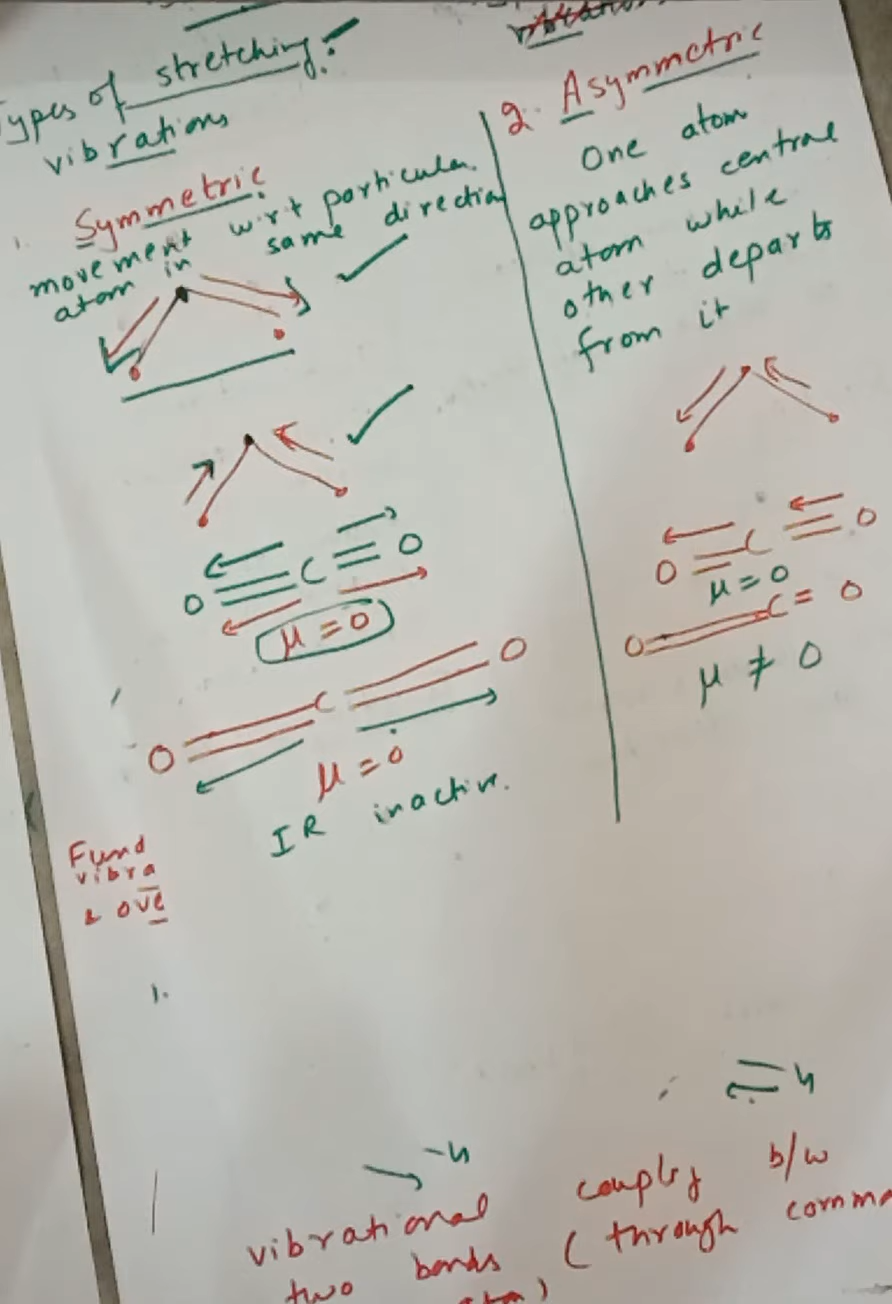 Types of stretching:
vibrations
1. Symmetric
movement w.r.t particular
atom in same direction
O C O
μ = 0
O C O
μ = 0
IR inactive.
2. Asymmetric
One atom
approaches central
atom while
other departs
from it
O C O
μ = 0
O C = O
μ ≠ 0
Fund
vibra
& ove
1.
vibrational coupling b/w
two bonds (through comm